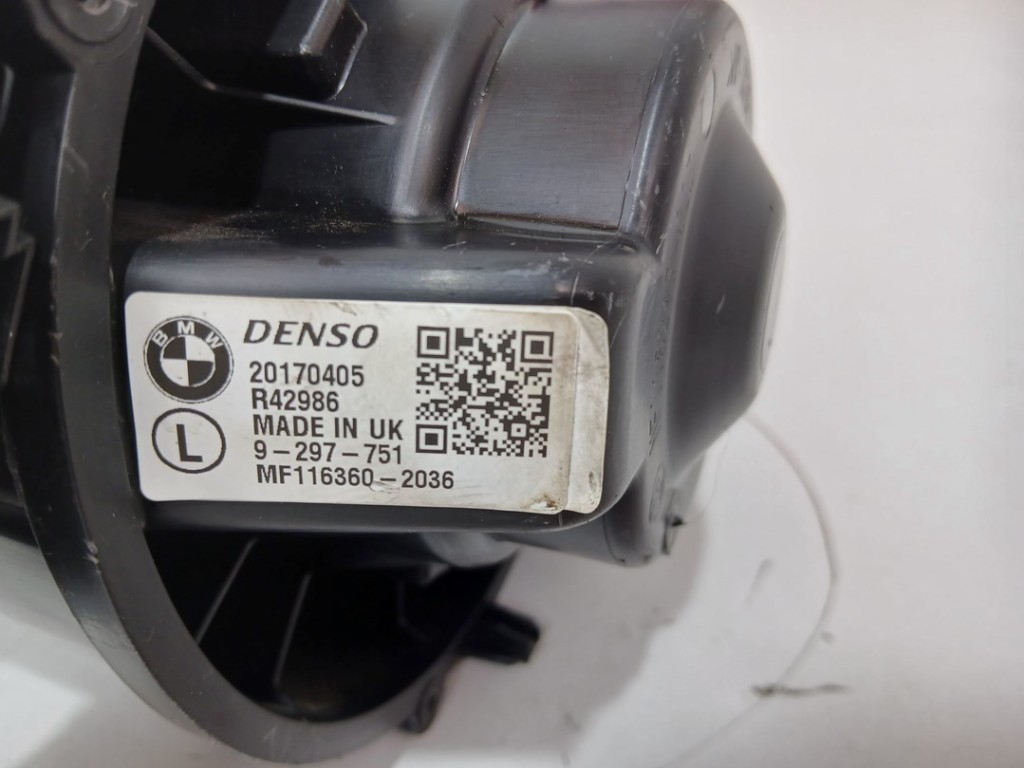 BMW
DENSO
20170405
R42986
L
MADE IN UK
9-297-751
MF116360-2036